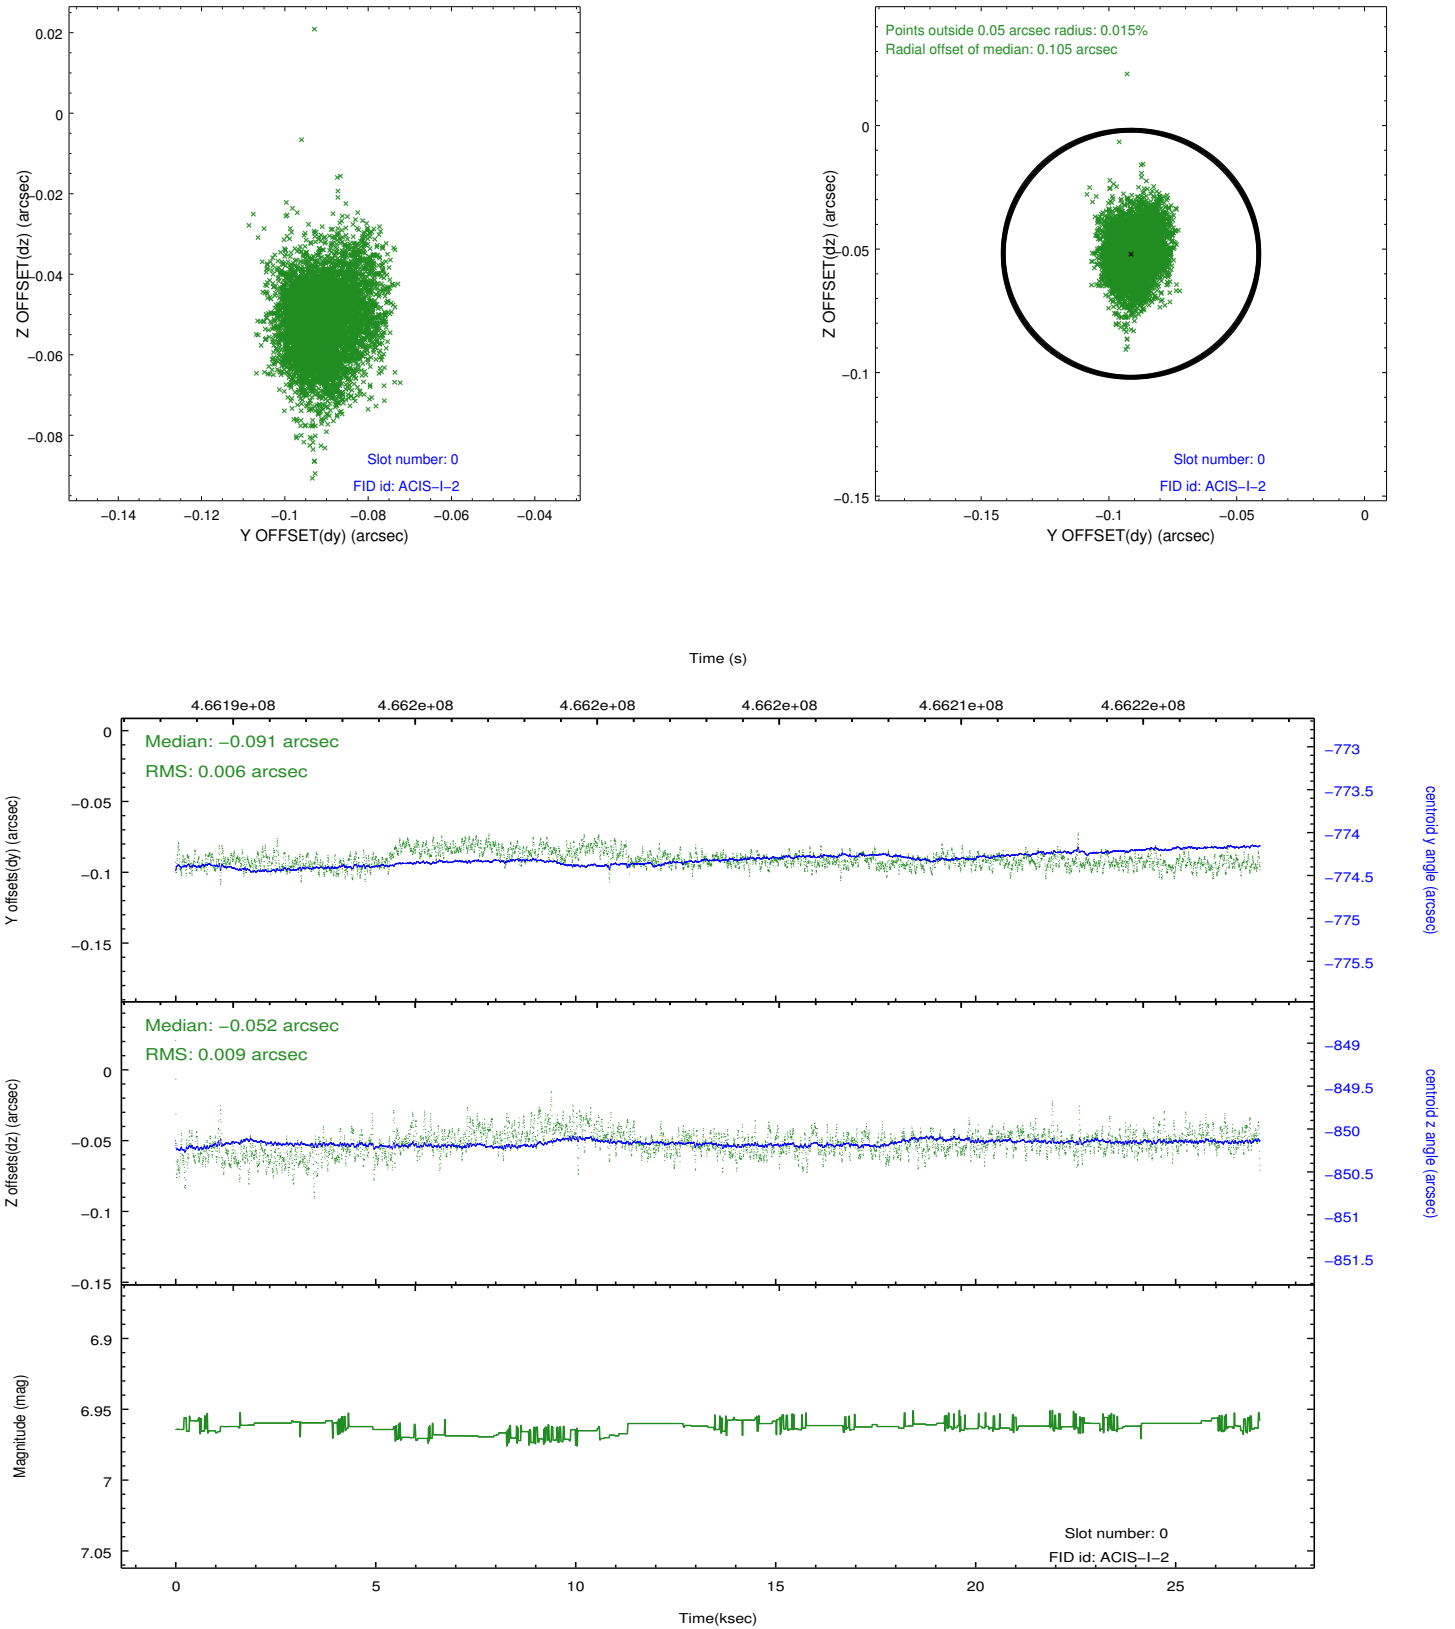 0.02
0
−0.02
−0.04
−0.06
−0.08
Z OFFSET(dz) (arcsec)
Slot number: 0
FID id: ACIS−I−2
−0.14
−0.12
−0.1
−0.08
−0.06
−0.04
Y OFFSET(dy) (arcsec)
Points outside 0.05 arcsec radius: 0.015%
Radial offset of median: 0.105 arcsec
0
−0.05
−0.1
−0.15
Z OFFSET(dz) (arcsec)
Slot number: 0
FID id: ACIS−I−2
−0.15
−0.1
−0.05
0
Y OFFSET(dy) (arcsec)
Time (s)
4.6619e+08
4.662e+08
4.662e+08
4.662e+08
4.6621e+08
4.6622e+08
Median: −0.091 arcsec
RMS: 0.006 arcsec
0
−0.05
−0.1
−0.15
Y offsets(dy) (arcsec)
−773
−773.5
−774
−774.5
−775
−775.5
centroid y angle (arcsec)
Median: −0.052 arcsec
RMS: 0.009 arcsec
0
−0.05
−0.1
−0.15
Z offsets(dz) (arcsec)
−849
−849.5
−850
−850.5
−851
−851.5
centroid z angle (arcsec)
6.9
6.95
7
7.05
Magnitude (mag)
Slot number: 0
FID id: ACIS−I−2
0
5
10
15
20
25
Time(ksec)